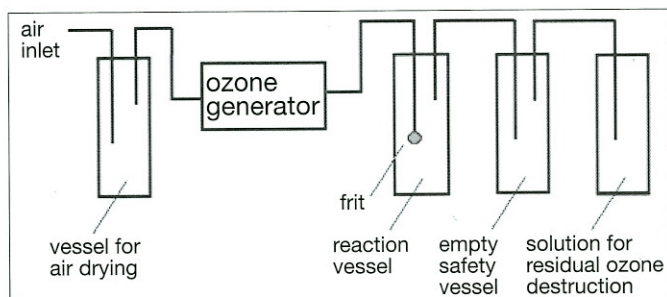 air
inlet
ozone
generator
frit
vessel for
air drying
reaction
vessel
empty
safety
vessel
solution for
residual ozone
destruction